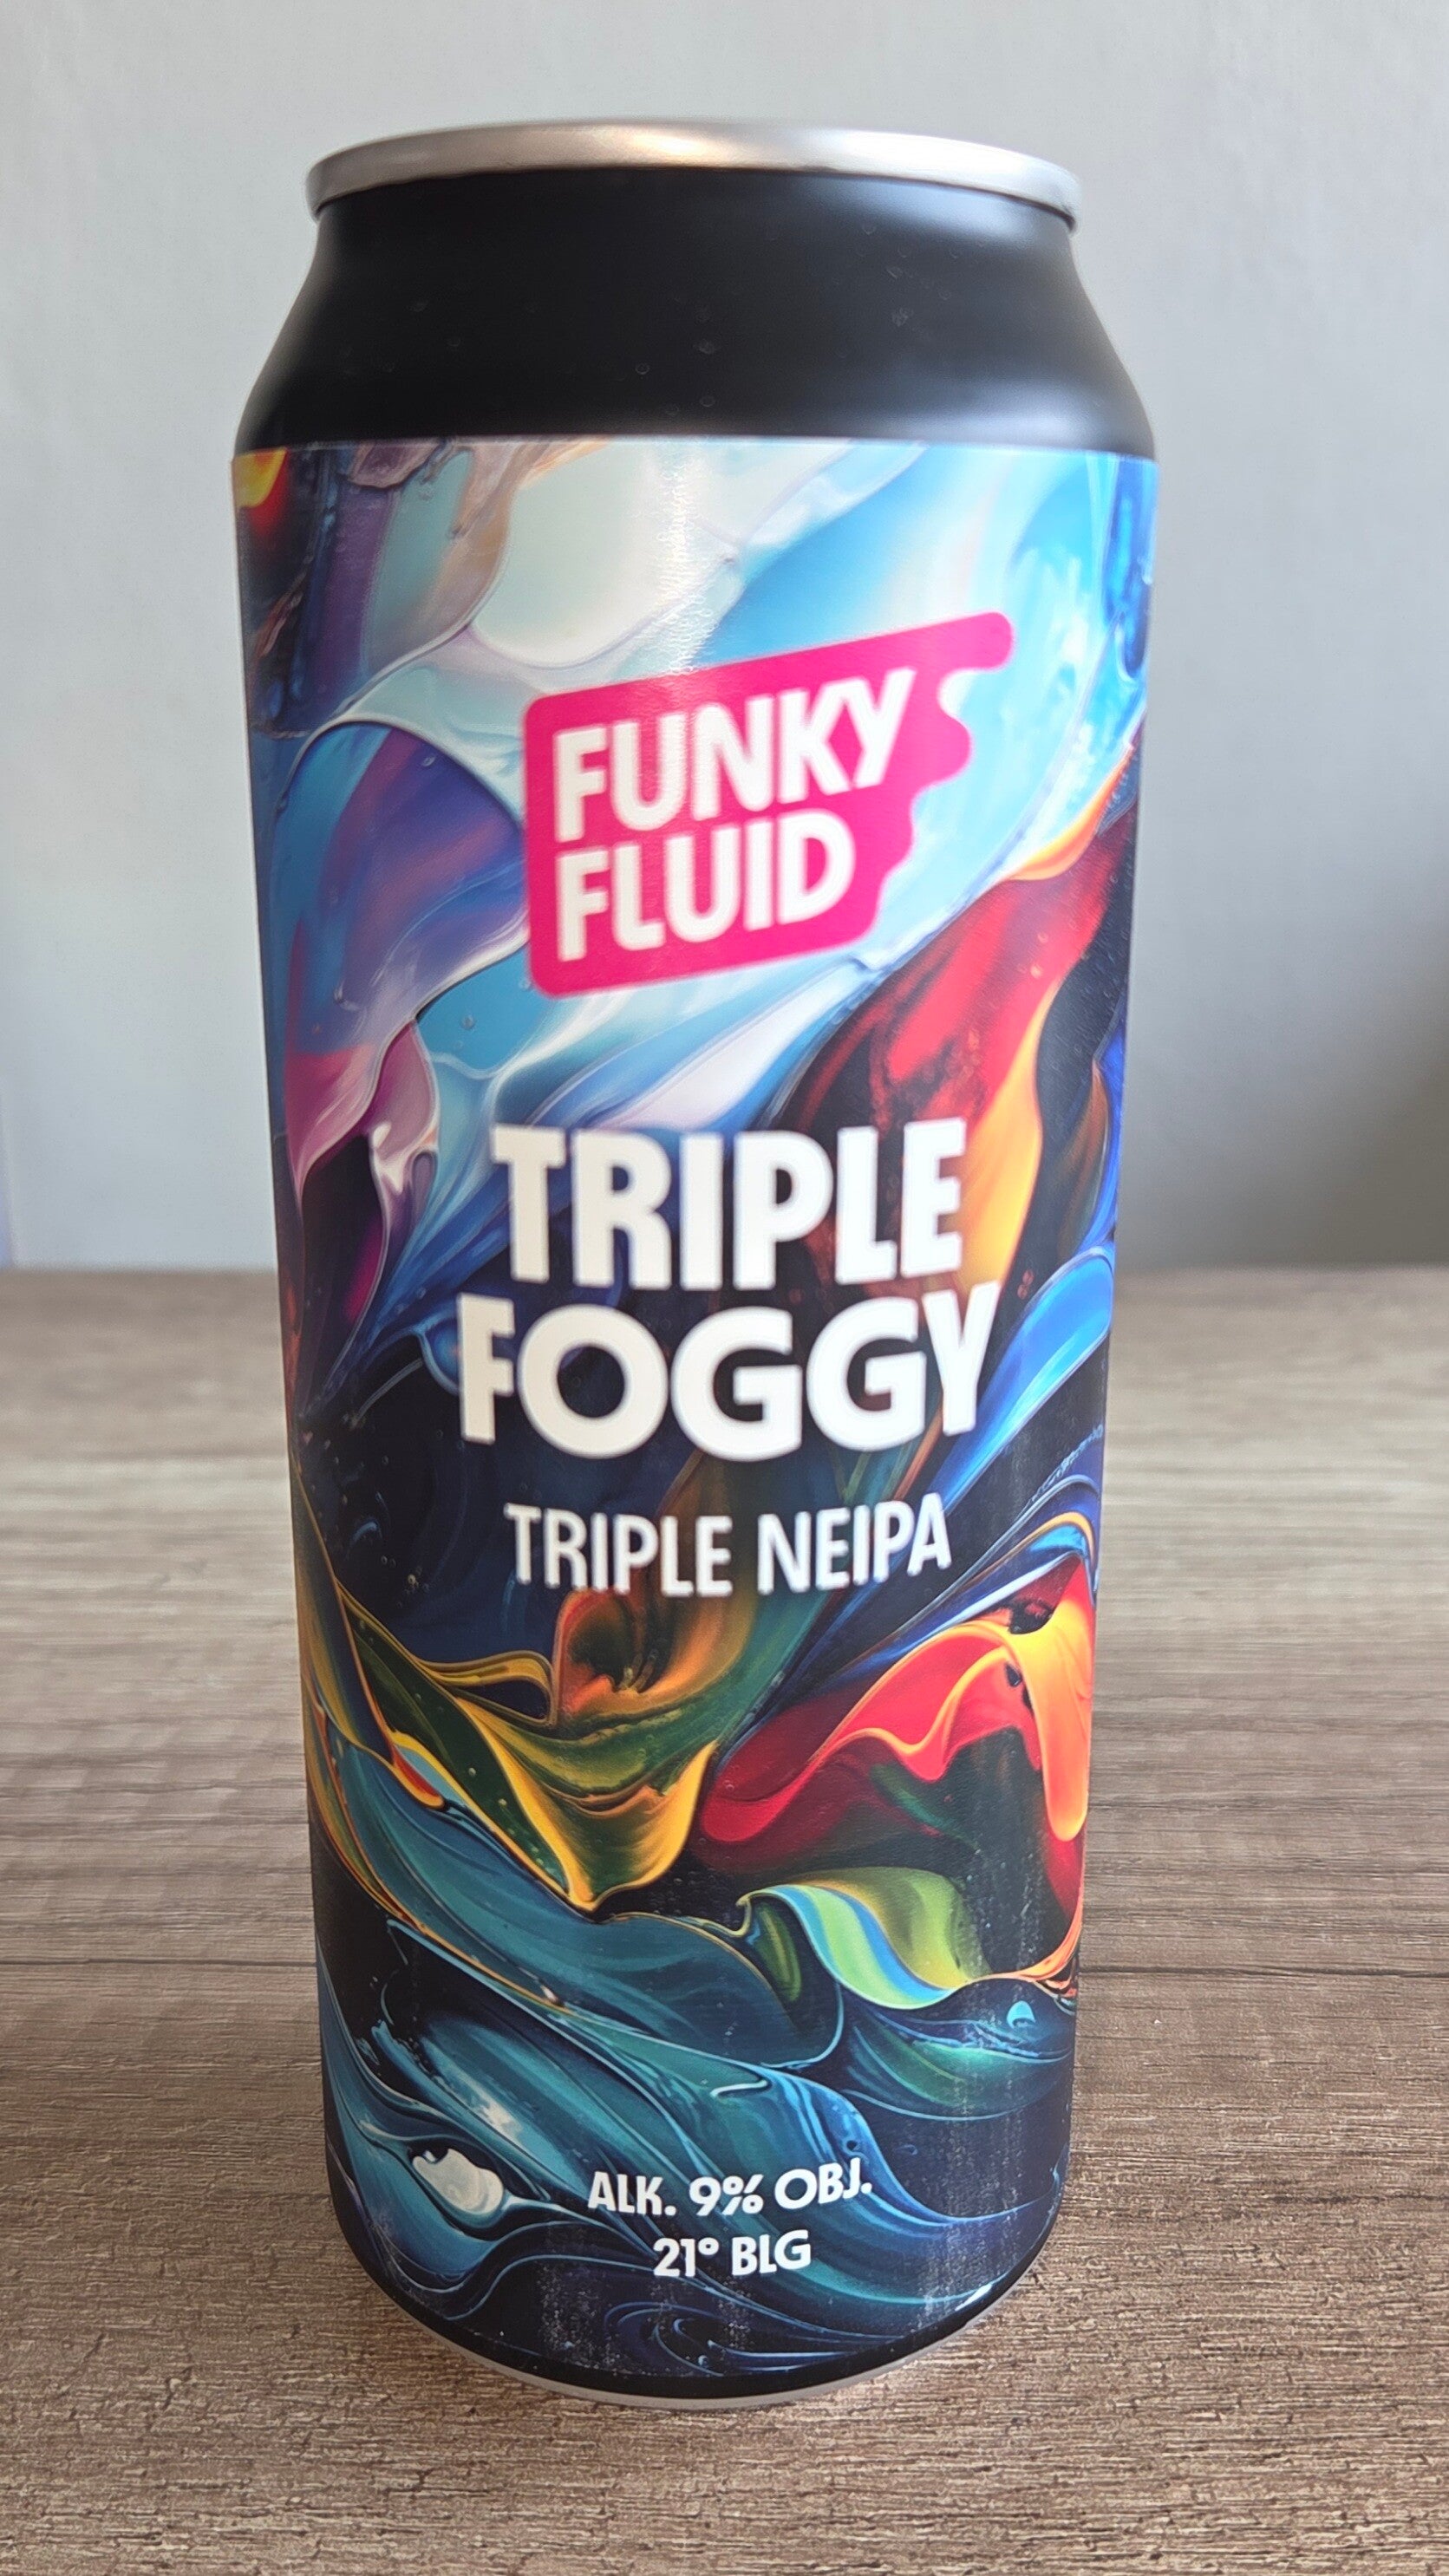 FUNKY
FLUID
TRIPLE
FOGGY
TRIPLE NEIPA
ALK. 9% OBJ.
21° BLG